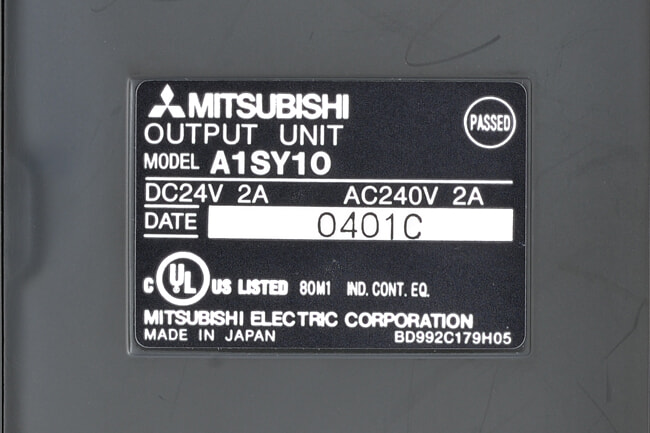 MITSUBISHI
OUTPUT UNIT
PASSED
MODEL A1SY10
DC24V 2A AC240V 2A
DATE 0401C
C UL US LISTED 80M1 IND. CONT. EQ.
MITSUBISHI ELECTRIC CORPORATION
MADE IN JAPAN BD992C179H05